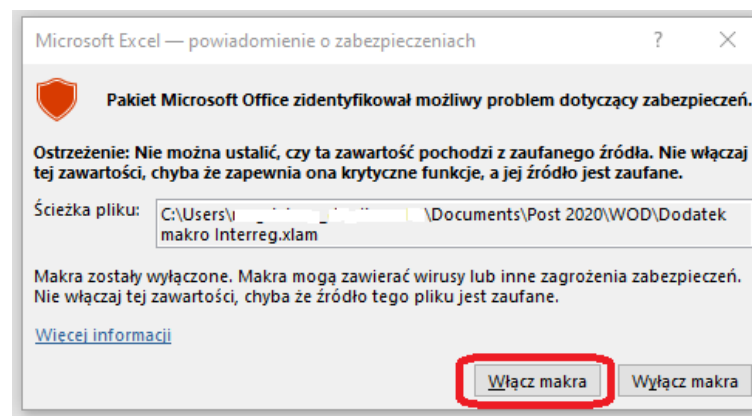 Microsoft Excel — powiadomienie o zabezpieczeniach ? ×
Pakiet Microsoft Office zidentyfikował możliwy problem dotyczący zabezpieczeń.
Ostrzeżenie: Nie można ustalić, czy ta zawartość pochodzi z zaufanego źródła. Nie włączaj
tej zawartości, chyba że zapewnia ona krytyczne funkcje, a jej źródło jest zaufane.
Ścieżka pliku: C:\Users\ \Documents\Post 2020\WOD\Dodatek
makro Interreg.xlam
Makra zostały wyłączone. Makra mogą zawierać wirusy lub inne zagrożenia zabezpieczeń.
Nie włączaj tej zawartości, chyba że źródło tego pliku jest zaufane.
Więcej informacji
Włącz makra Wyłącz makra